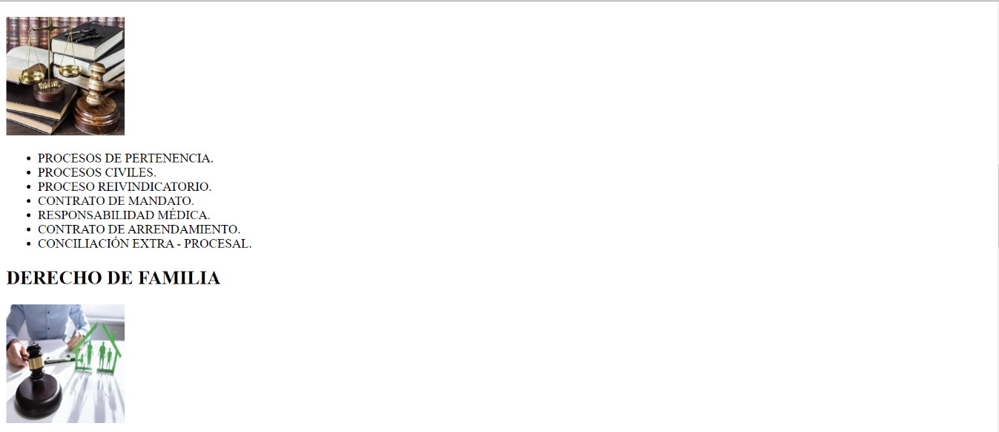 PROCESOS DE PERTENENCIA.
PROCESOS CIVILES.
PROCESO REIVINDICATORIO.
CONTRATO DE MANDATO.
RESPONSABILIDAD MÉDICA.
CONTRATO DE ARRENDAMIENTO.
CONCILIACIÓN EXTRA - PROCESAL.
DERECHO DE FAMILIA